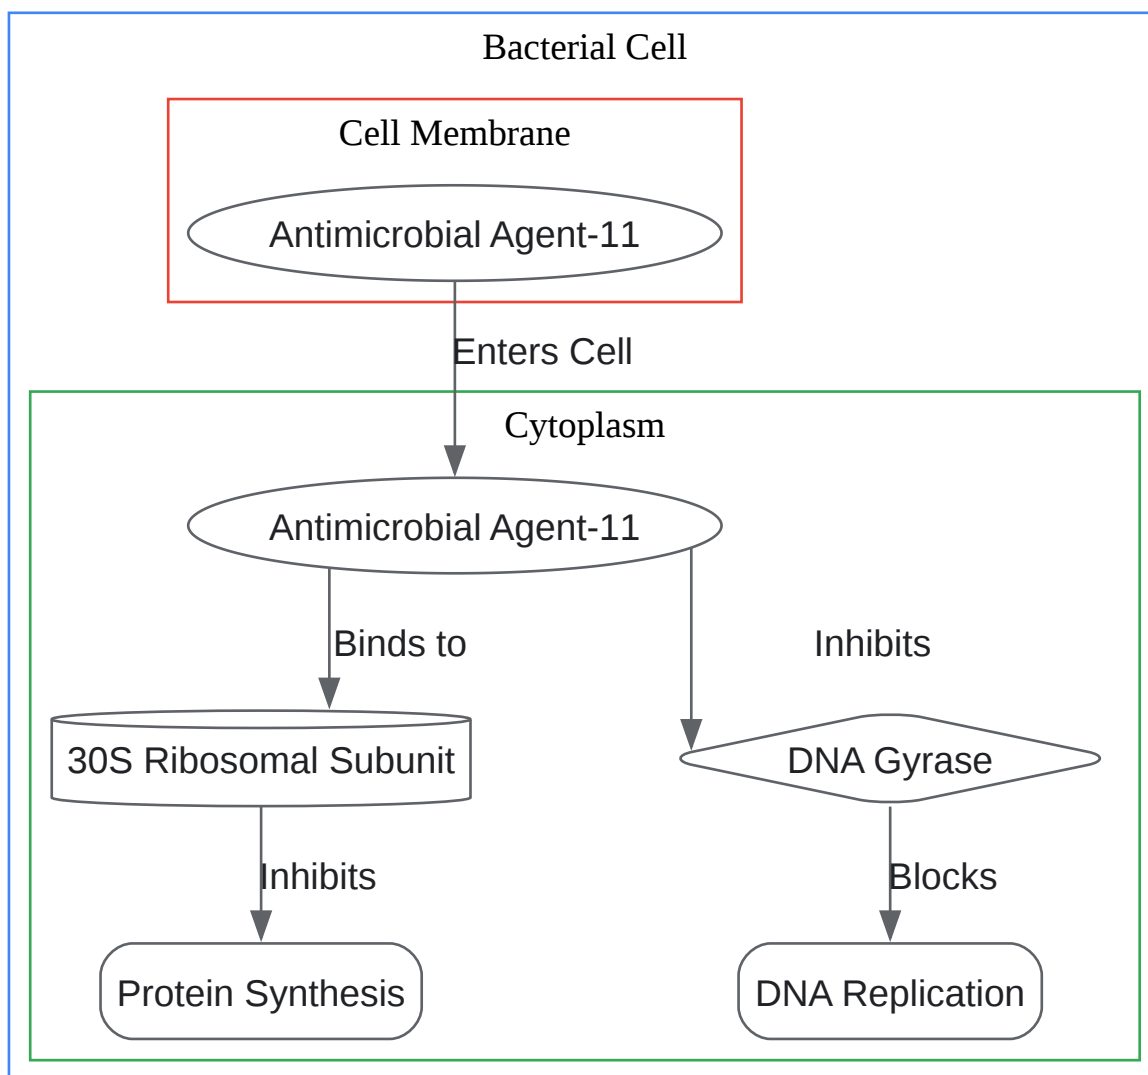 Bacterial Cell
Cell Membrane
Antimicrobial Agent-11
Enters Cell
Cytoplasm
Antimicrobial Agent-11
Binds to
Inhibits
30S Ribosomal Subunit
DNA Gyrase
Inhibits
Blocks
Protein Synthesis
DNA Replication